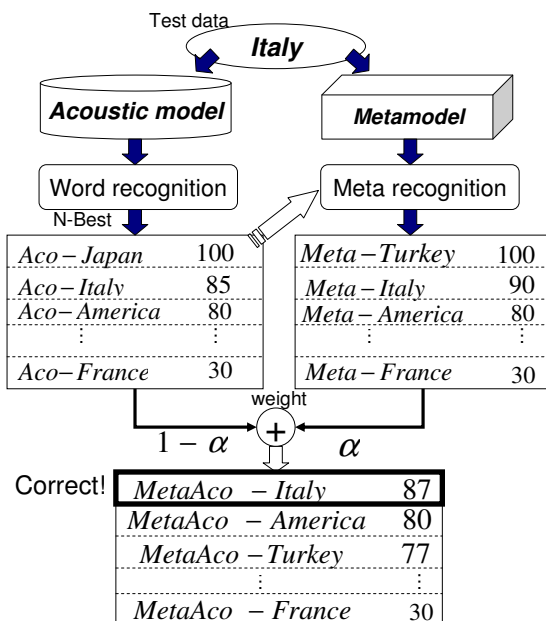 Test data
Italy
Acoustic model
Metamodel
Word recognition
Meta recognition
N-Best
Aco-Japan 100
Aco-Italy 85
Aco-America 80
⋮ ⋮
Aco-France 30
Meta-Turkey 100
Meta-Italy 90
Meta-America 80
⋮ ⋮
Meta-France 30
weight
1-α + α
Correct!
MetaAco -Italy 87
MetaAco -America 80
MetaAco -Turkey 77
⋮ ⋮
MetaAco -France 30